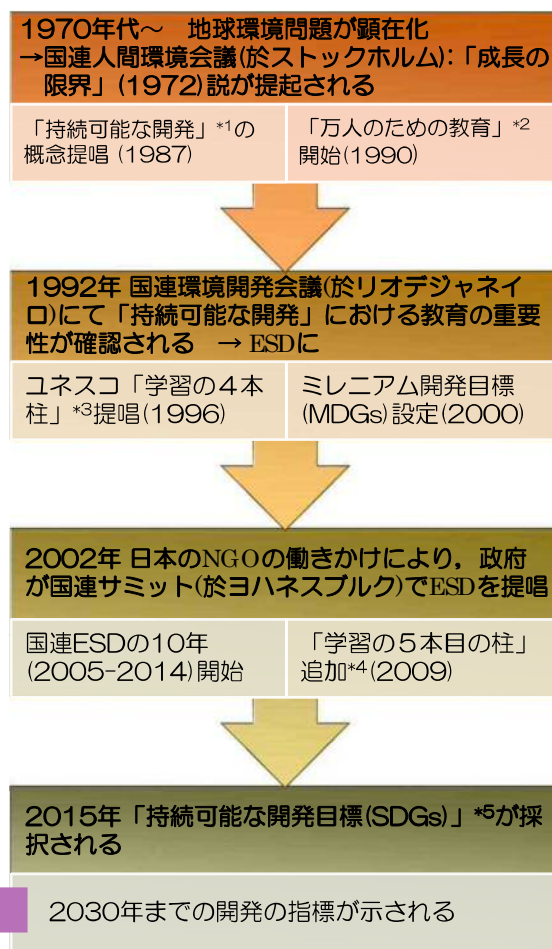 1970年代～　地球環境問題が顕在化
→国連人間環境会議(於ストックホルム):「成長の
限界」(1972)説が提起される
「持続可能な開発」*1の
概念提唱 (1987)
「万人のための教育」*2
開始(1990)
1992年 国連環境開発会議(於リオデジャネイ
ロ)にて「持続可能な開発」における教育の重要
性が確認される　→ ESDに
ユネスコ「学習の４本
柱」*3提唱(1996)
ミレニアム開発目標
(MDGs)設定(2000)
2002年 日本のNGOの働きかけにより，政府
が国連サミット(於ヨハネスブルク)でESDを提唱
国連ESDの10年
(2005-2014)開始
「学習の５本目の柱」
追加*4(2009)
2015年「持続可能な開発目標(SDGs)」*5が採
択される
2030年までの開発の指標が示される